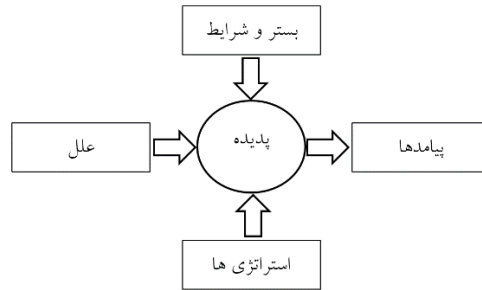 بستر و شرایط
علل
پدیده
پیامدها
استراتژی ها